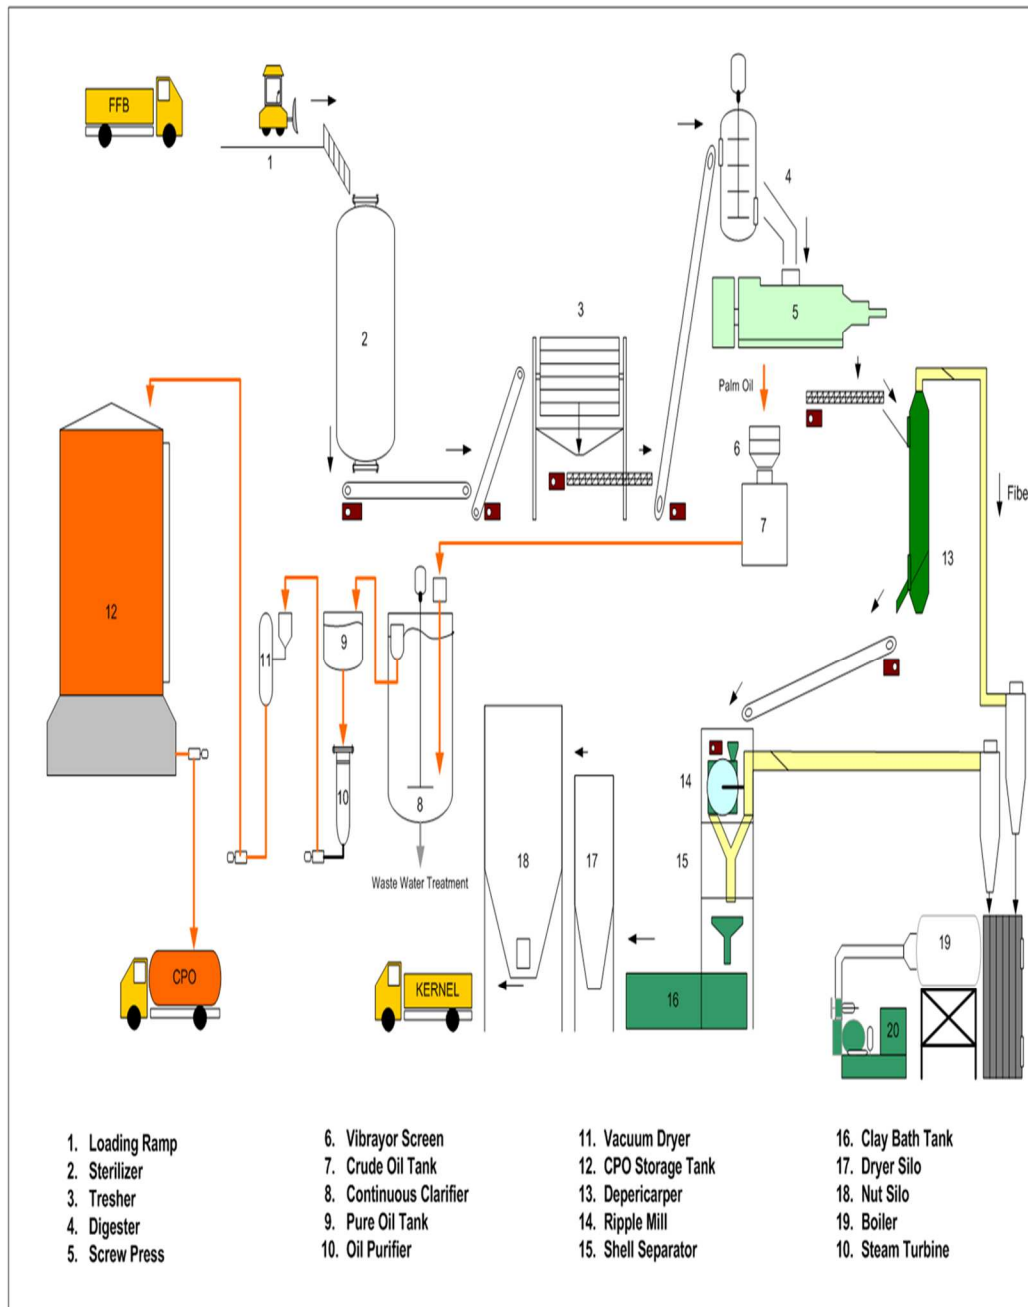 FFB
1
4
3
5
2
Palm Oil
6
Fiber
7
13
12
11
9
14
10
8
18
17
15
Waste Water Treatment
19
CPO
KERNEL
16
20
1. Loading Ramp
2. Sterilizer
3. Tresher
4. Digester
5. Screw Press
6. Vibrayor Screen
7. Crude Oil Tank
8. Continuous Clarifier
9. Pure Oil Tank
10. Oil Purifier
11. Vacuum Dryer
12. CPO Storage Tank
13. Depericarper
14. Ripple Mill
15. Shell Separator
16. Clay Bath Tank
17. Dryer Silo
18. Nut Silo
19. Boiler
10. Steam Turbine